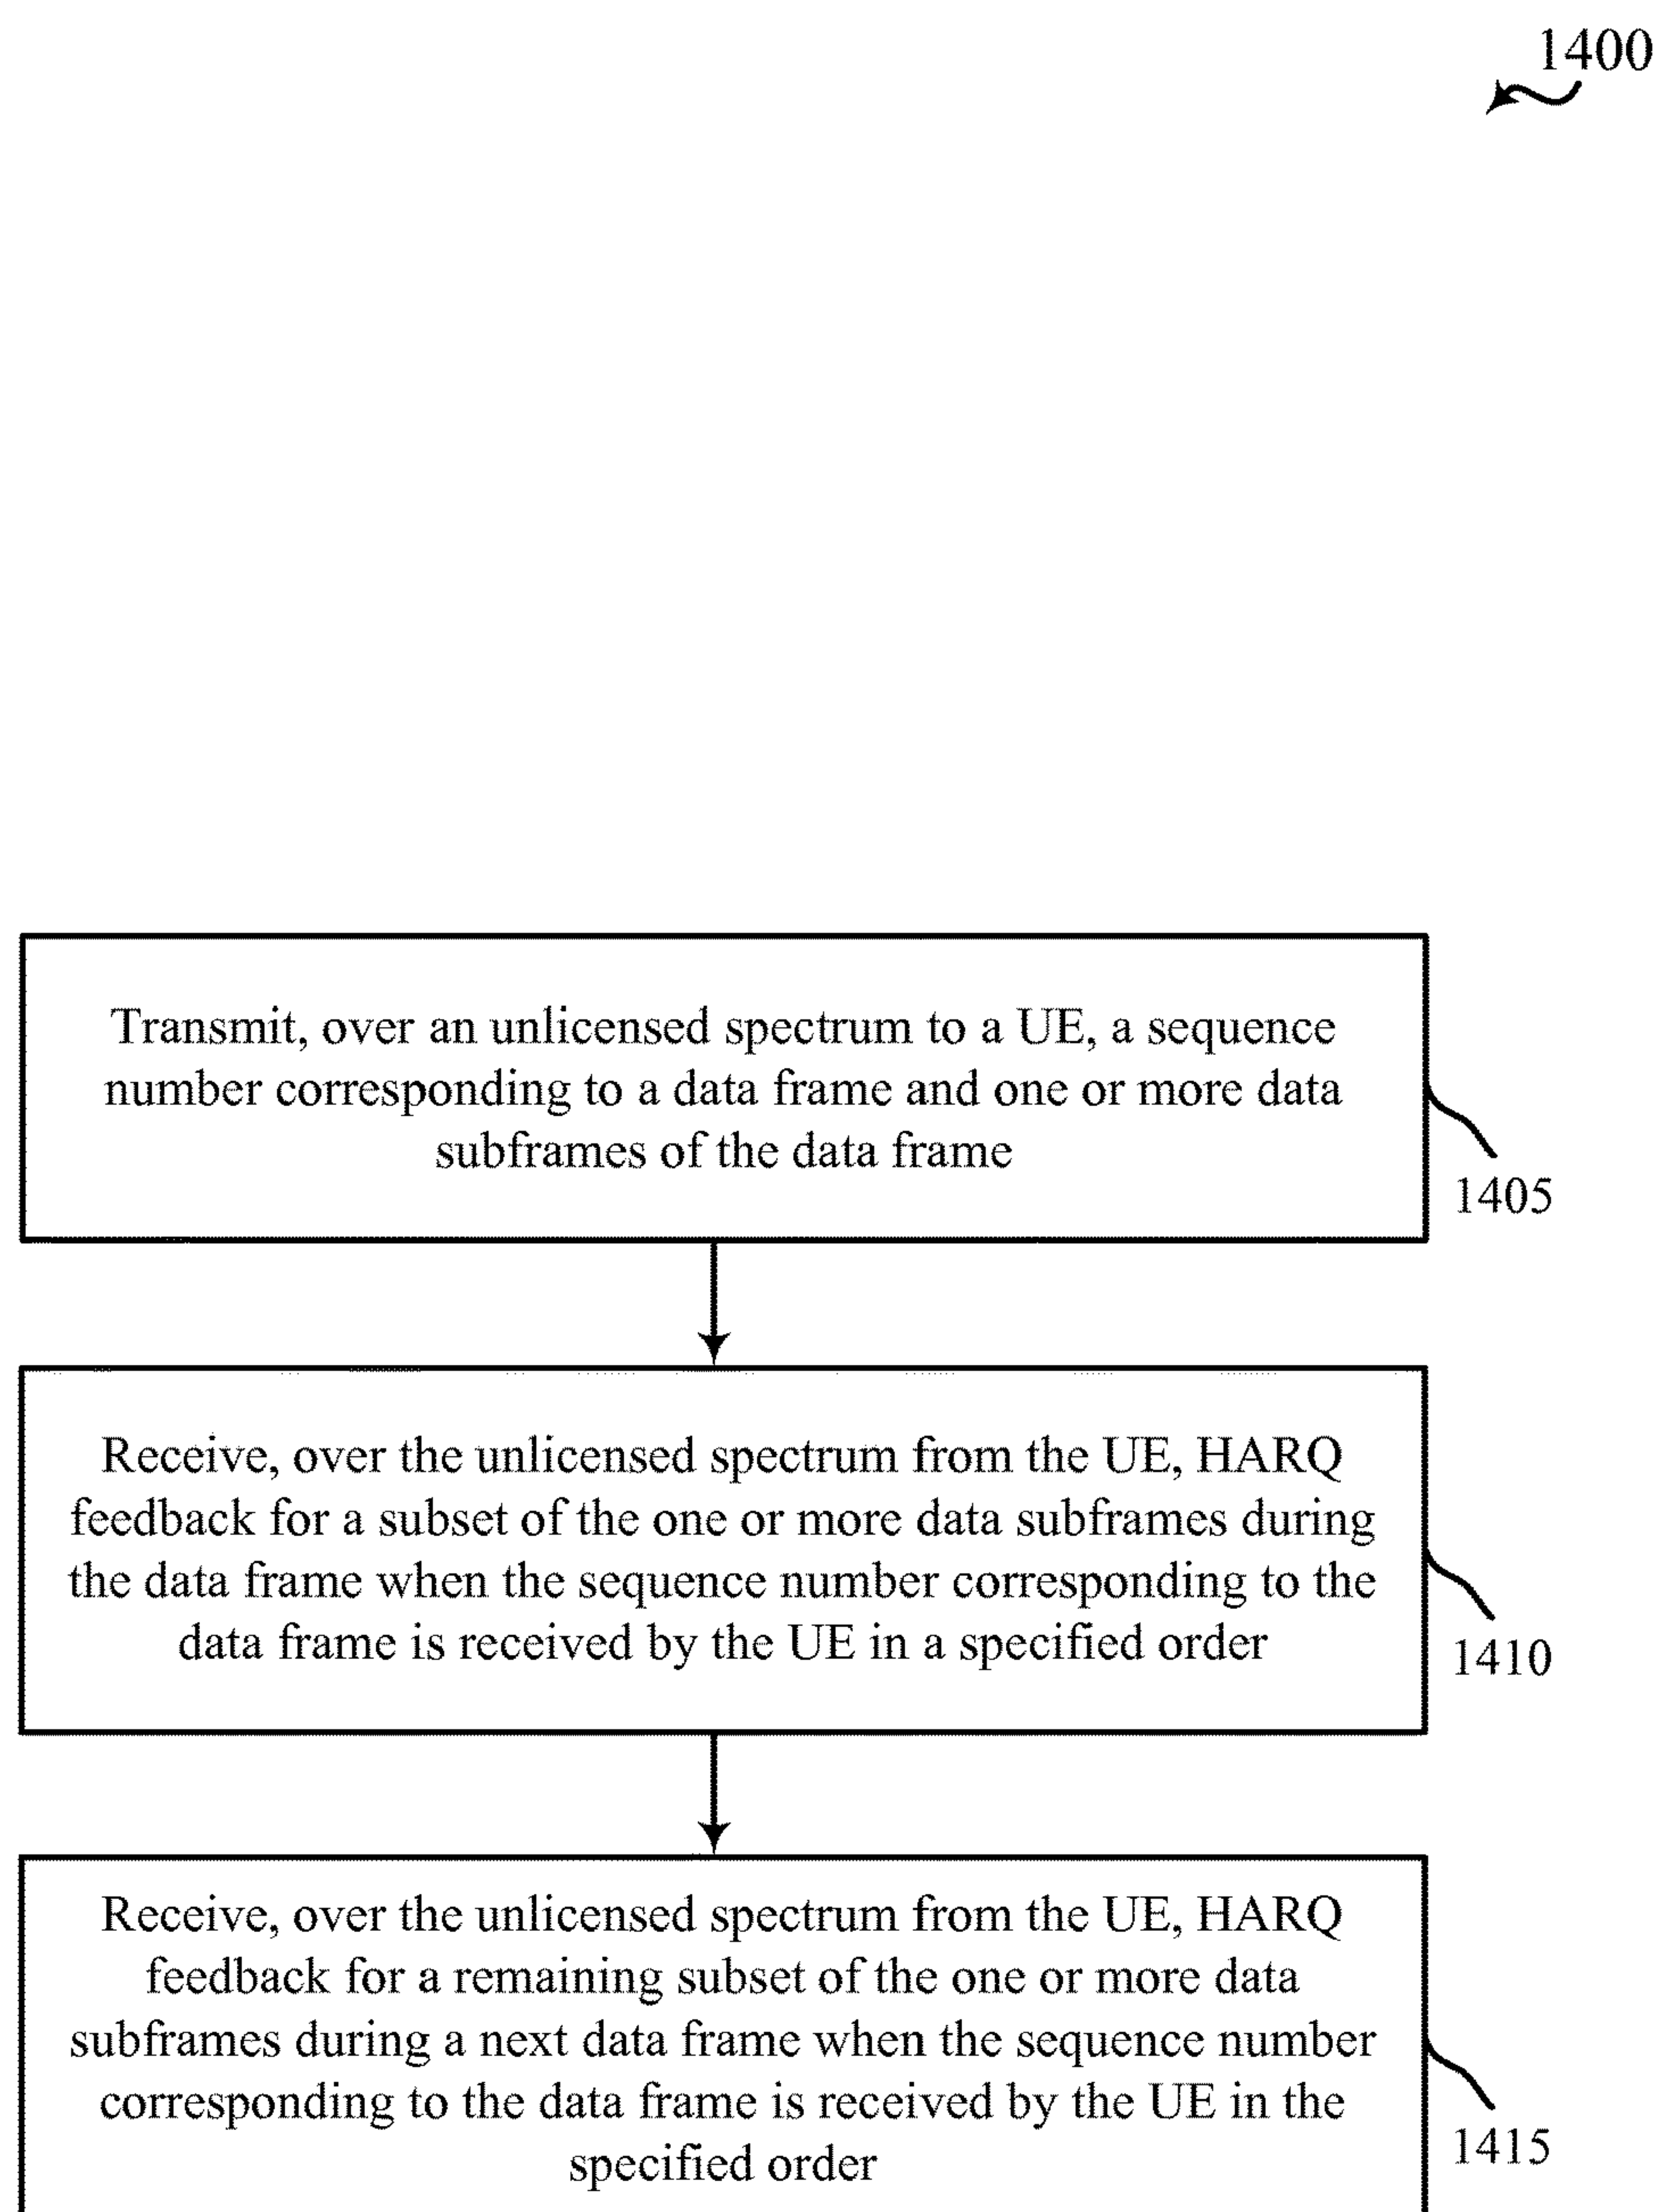 1400
Transmit, over an unlicensed spectrum to a UE, a sequence
number corresponding to a data frame and one or more data
subframes of the data frame
1405
Receive, over the unlicensed spectrum from the UE, HARQ
feedback for a subset of the one or more data subframes during
the data frame when the sequence number corresponding to the
data frame is received by the UE in a specified order
1410
Receive, over the unlicensed spectrum from the UE, HARQ
feedback for a remaining subset of the one or more data
subframes during a next data frame when the sequence number
corresponding to the data frame is received by the UE in the
specified order
1415